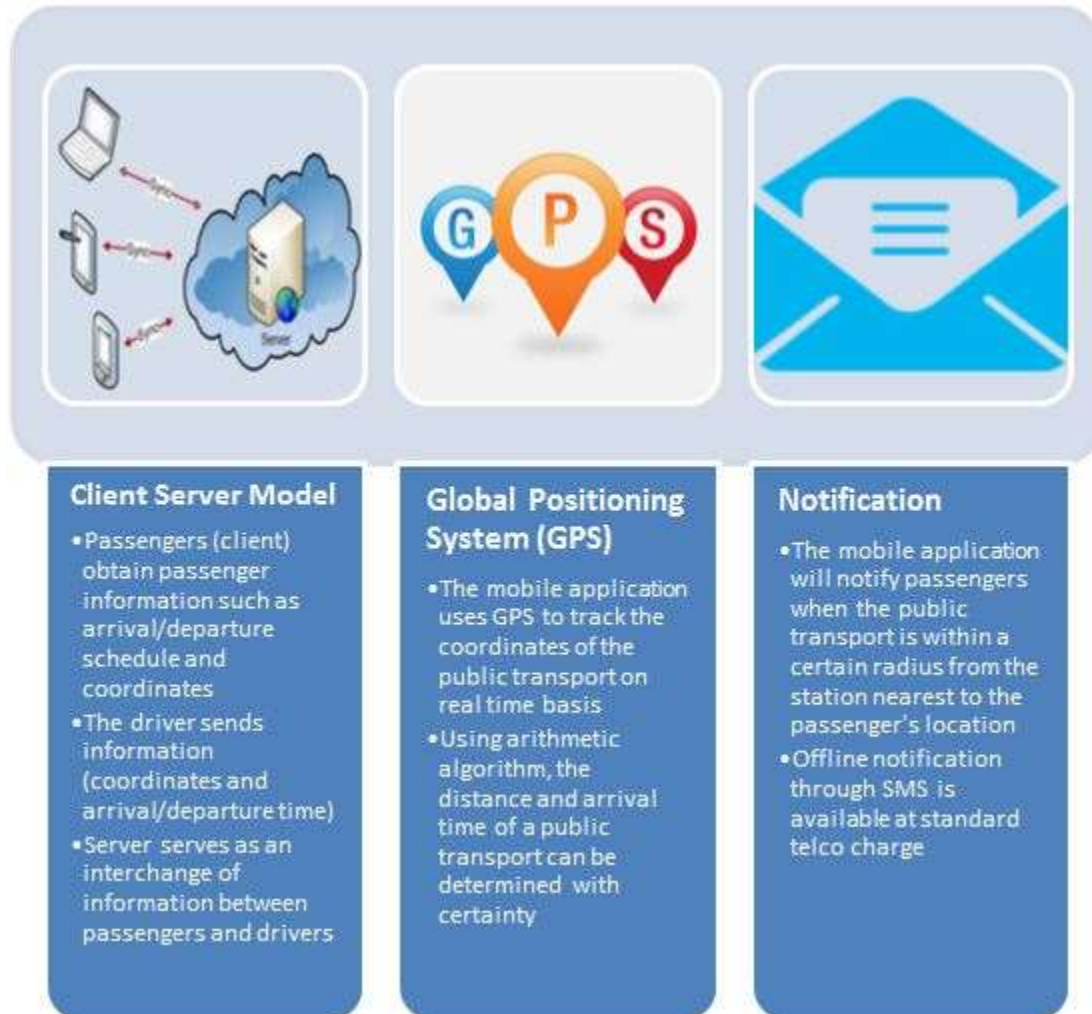 Sync
Sync
Sync
Server
G P S
Client Server Model
•Passengers (client)
obtain passenger
information such as
arrival/departure
schedule and
coordinates
•The driver sends
information
(coordinates and
arrival/departure time)
•Server serves as an
interchange of
information between
passengers and drivers
Global Positioning
System (GPS)
•The mobile application
uses GPS to track the
coordinates of the
public transport on
real time basis
•Using arithmetic
algorithm, the
distance and arrival
time of a public
transport can be
determined with
certainty
Notification
•The mobile application
will notify passengers
when the public
transport is within a
certain radius from the
station nearest to the
passenger's location
•Offline notification
through SMS is
available at standard
telco charge